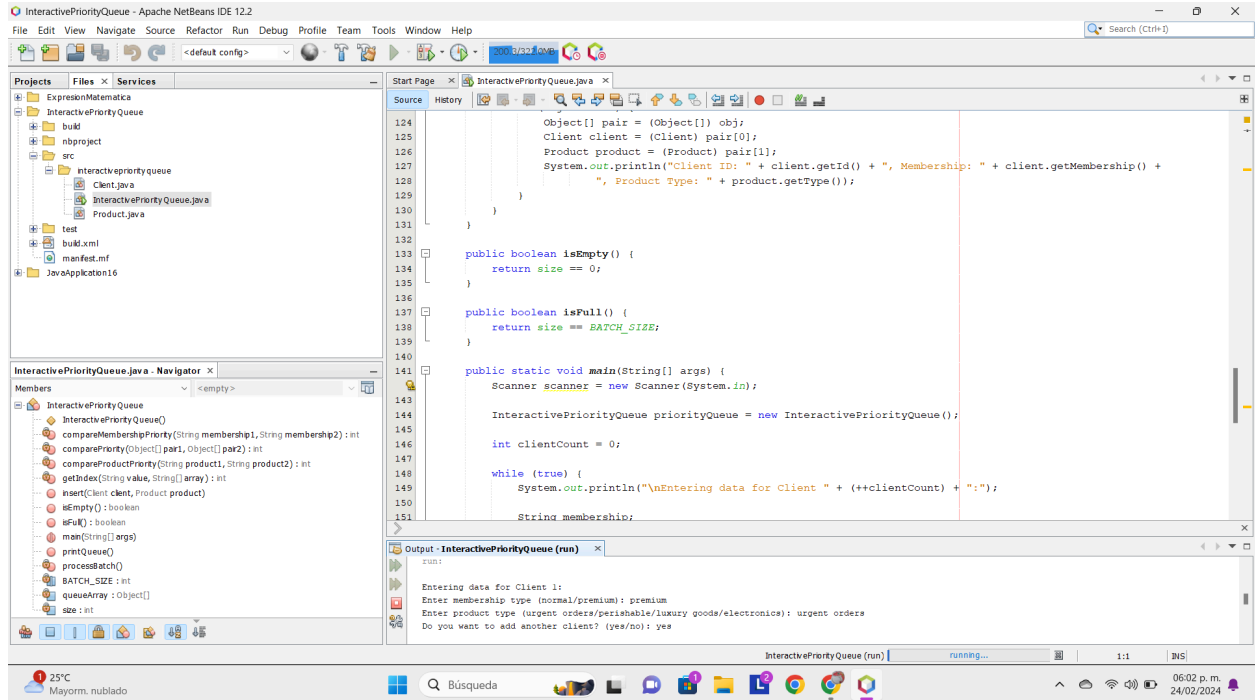 InteractivePriorityQueue - Apache NetBeans IDE 12.2
File Edit View Navigate Source Refactor Run Debug Profile Team Tools Window Help
Search (Ctrl+I)
<default config>
200.3/322.0MB
Projects Files Services
ExpresionMatematica
InteractivePriorityQueue
build
nbproject
src
interactivepriorityqueue
Client.java
InteractivePriorityQueue.java
Product.java
test
build.xml
manifest.mf
JavaApplication16
InteractivePriorityQueue.java - Navigator
Members <empty>
InteractivePriorityQueue
InteractivePriorityQueue()
compareMembershipPriority(String membership1, String membership2) : int
comparePriority(Object[] pair1, Object[] pair2) : int
compareProductPriority(String product1, String product2) : int
getIndex(String value, String[] array) : int
insert(Client client, Product product)
isEmpty() : boolean
isFull() : boolean
main(String[] args)
printQueue()
processBatch()
BATCH_SIZE : int
queueArray : Object[]
size : int
Start Page InteractivePriorityQueue.java
Source History
124 Object[] pair = (Object[]) obj;
125 Client client = (Client) pair[0];
126 Product product = (Product) pair[1];
127 System.out.println("Client ID: " + client.getId() + ", Membership: " + client.getMembership() +
128 ", Product Type: " + product.getType());
129 }
130 }
131 }
132
133 public boolean isEmpty() {
134 return size == 0;
135 }
136
137 public boolean isFull() {
138 return size == BATCH_SIZE;
139 }
140
141 public static void main(String[] args) {
Scanner scanner = new Scanner(System.in);
143
144 InteractivePriorityQueue priorityQueue = new InteractivePriorityQueue();
145
146 int clientCount = 0;
147
148 while (true) {
149 System.out.println("\nEntering data for Client " + (++clientCount) + ":");
150
151 String membership;
Output - InteractivePriorityQueue (run)
run:
Entering data for Client 1:
Enter membership type (normal/premium): premium
Enter product type (urgent orders/perishable/luxury goods/electronics): urgent orders
Do you want to add another client? (yes/no): yes
InteractivePriorityQueue (run) running... 1:1 INS
1
25°C
Mayorm. nublado
Búsqueda
1
2
06:02 p. m.
24/02/2024